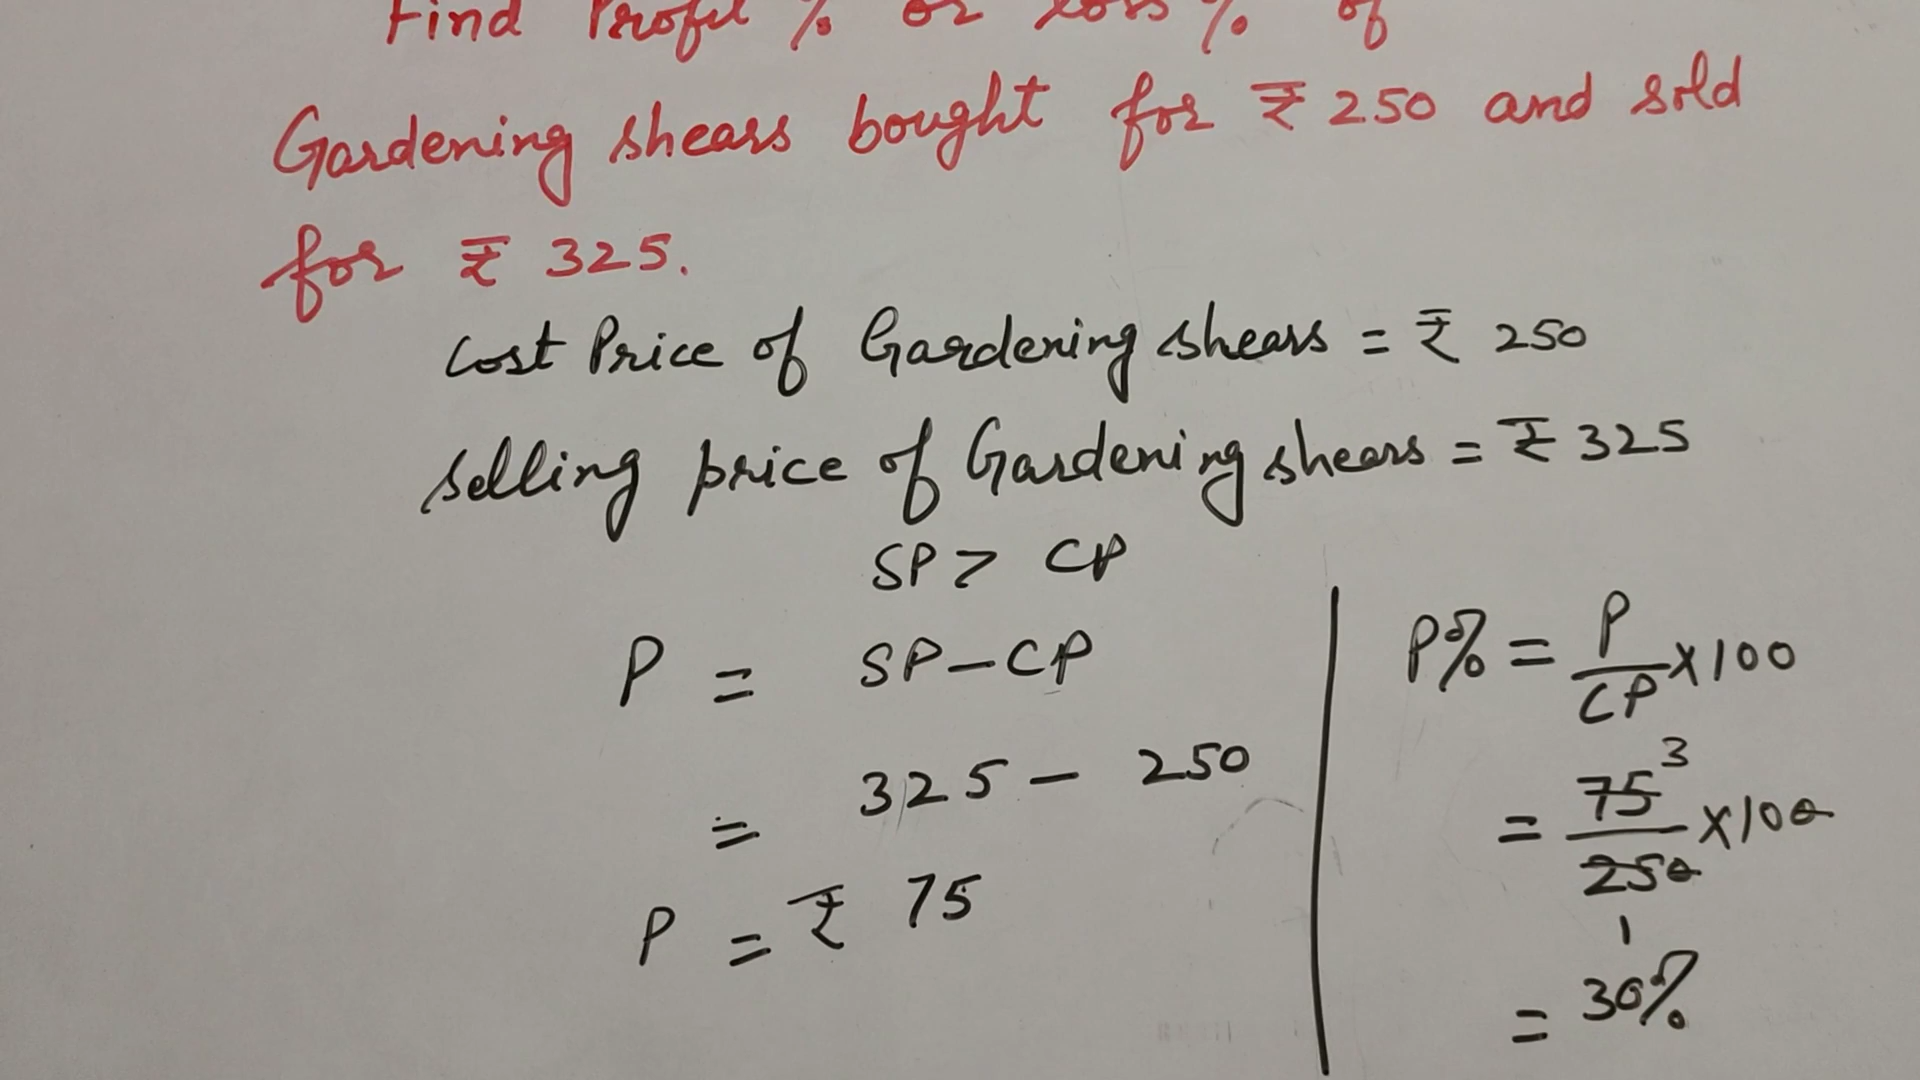 Find Profit % or loss % of
Gardening shears bought for ₹ 250 and sold
for ₹ 325.
Cost Price of Gardening shears = ₹ 250
Selling price of Gardening shears = ₹ 325
SP > CP
P = SP - CP
= 325 - 250
P = ₹ 75
P% = P/CP × 100
= 75/250 × 100
3
1
= 30%